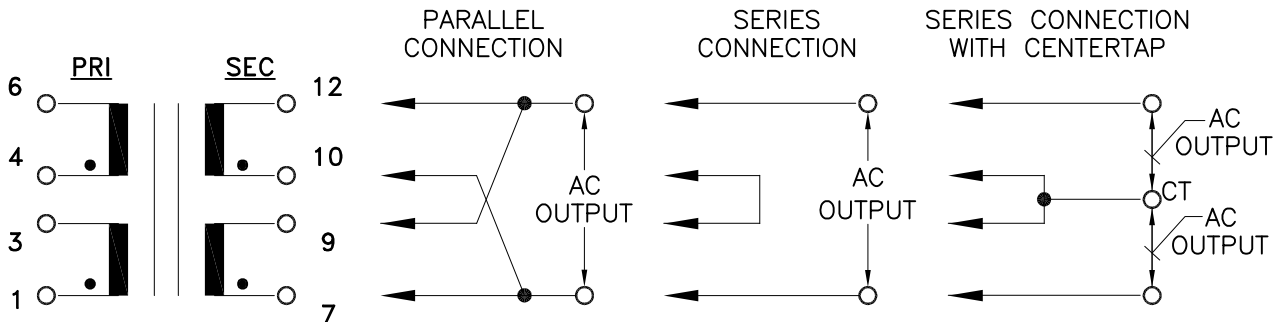 PARALLEL
CONNECTION
SERIES
CONNECTION
SERIES CONNECTION
WITH CENTERTAP
PRI
SEC
6
12
4
10
3
9
1
7
AC
OUTPUT
AC
OUTPUT
AC
OUTPUT
CT
AC
OUTPUT